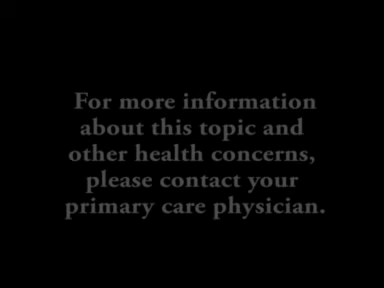 For more information
about this topic and
other health concerns,
please contact your
primary care physician.